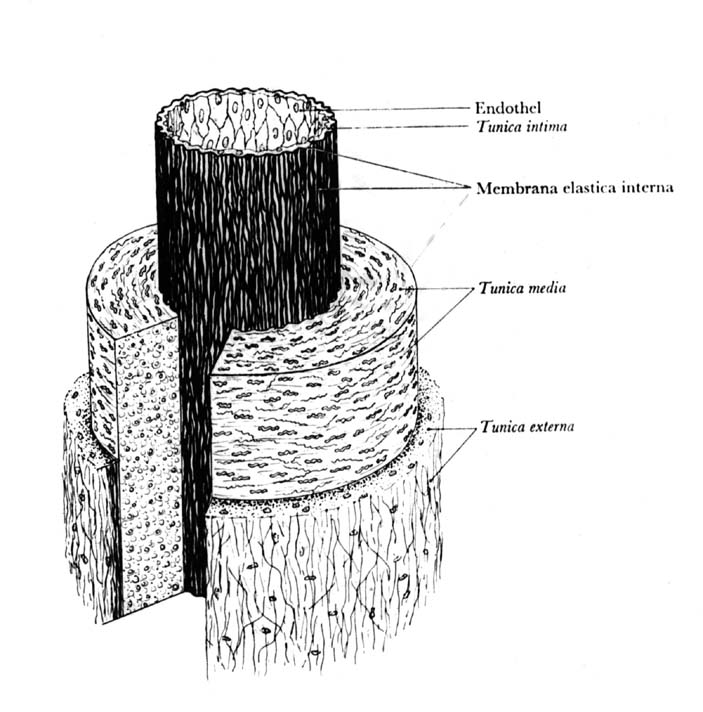 Endothel
Tunica intima
Membrana elastica interna
Tunica media
Tunica externa